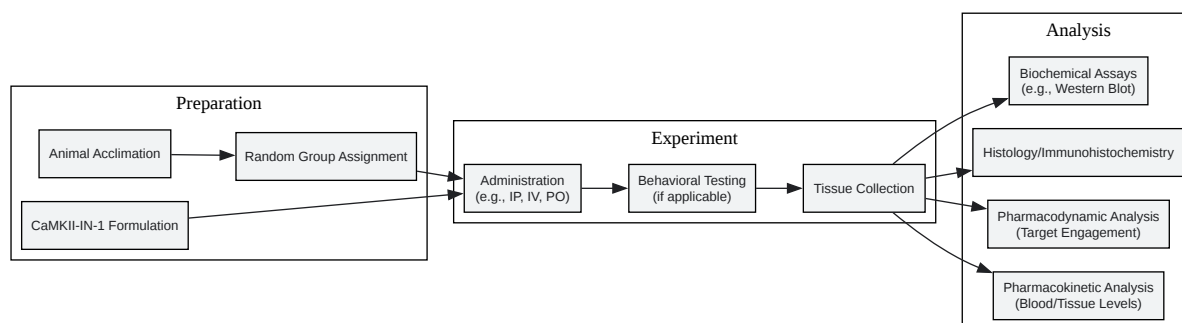 Preparation
Animal Acclimation
Random Group Assignment
CaMKII-IN-1 Formulation
Experiment
Administration
(e.g., IP, IV, PO)
Behavioral Testing
(if applicable)
Tissue Collection
Analysis
Biochemical Assays
(e.g., Western Blot)
Histology/Immunohistochemistry
Pharmacodynamic Analysis
(Target Engagement)
Pharmacokinetic Analysis
(Blood/Tissue Levels)